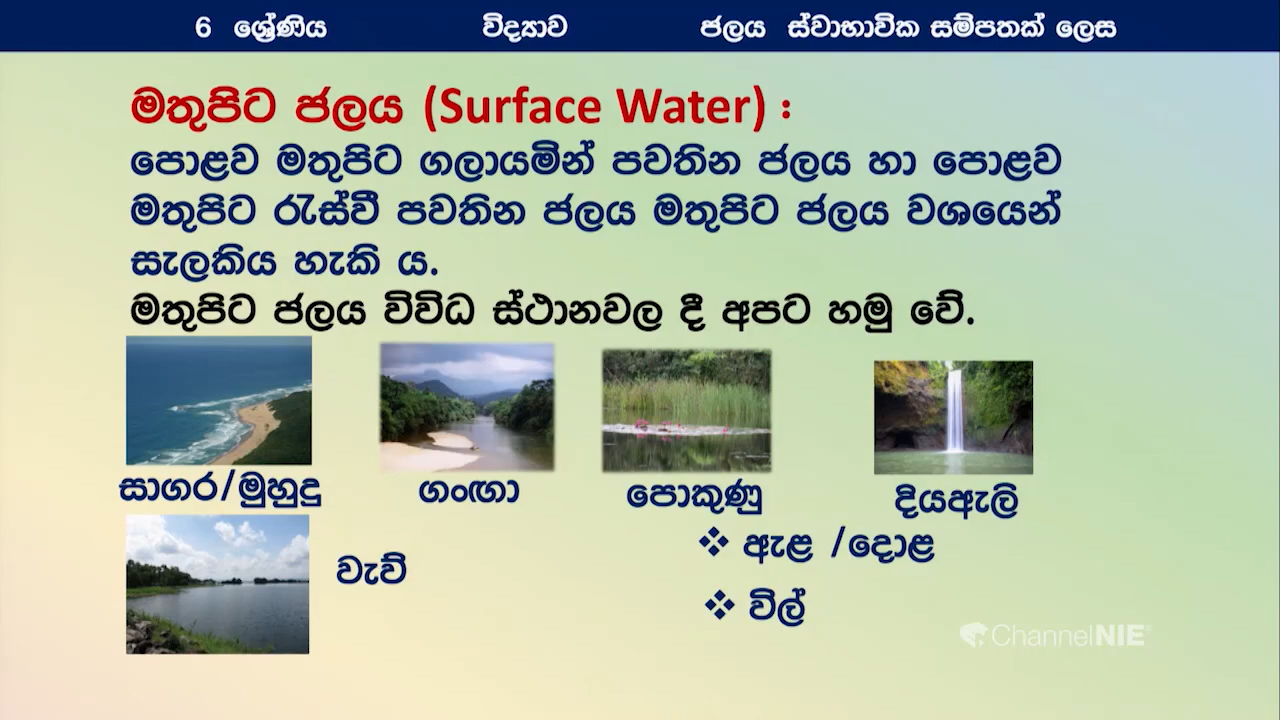 6 ශ්‍රේණිය විද්‍යාව ජලය ස්වාභාවික සම්පතක් ලෙස
මතුපිට ජලය (Surface Water) :
පොළව මතුපිට ගලායමින් පවතින ජලය හා පොළව
මතුපිට රැස්වී පවතින ජලය මතුපිට ජලය වශයෙන්
සැලකිය හැකි ය.
මතුපිට ජලය විවිධ ස්ථානවල දී අපට හමු වේ.
සාගර/මුහුදු ගංඟා පොකුණු දියඇලි
වැව් ❖ ඇළ /දොළ
❖ විල්
ChannelNIE